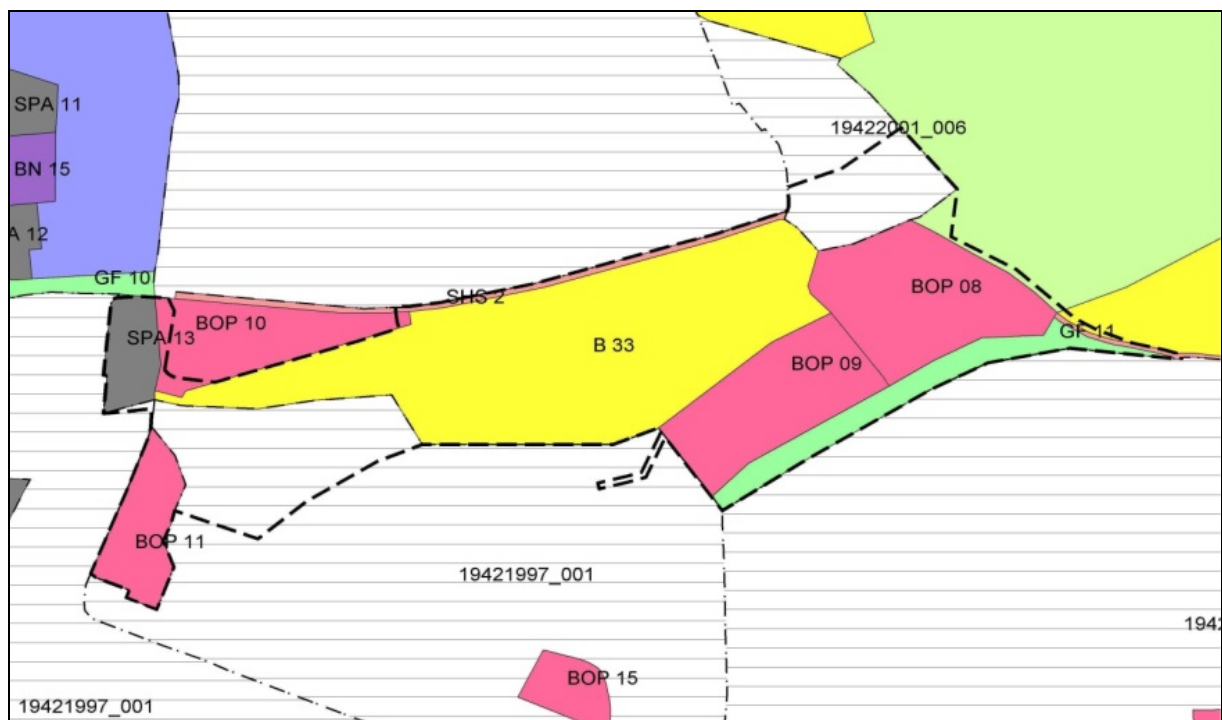 SPA 11
19422001_006
BN 15
A 12
GF 10
BOP 08
SHS 2
BOP 10
SPA 13
GF 11
B 33
BOP 09
BOP 11
19421997_001
1942
BOP 15
19421997_001